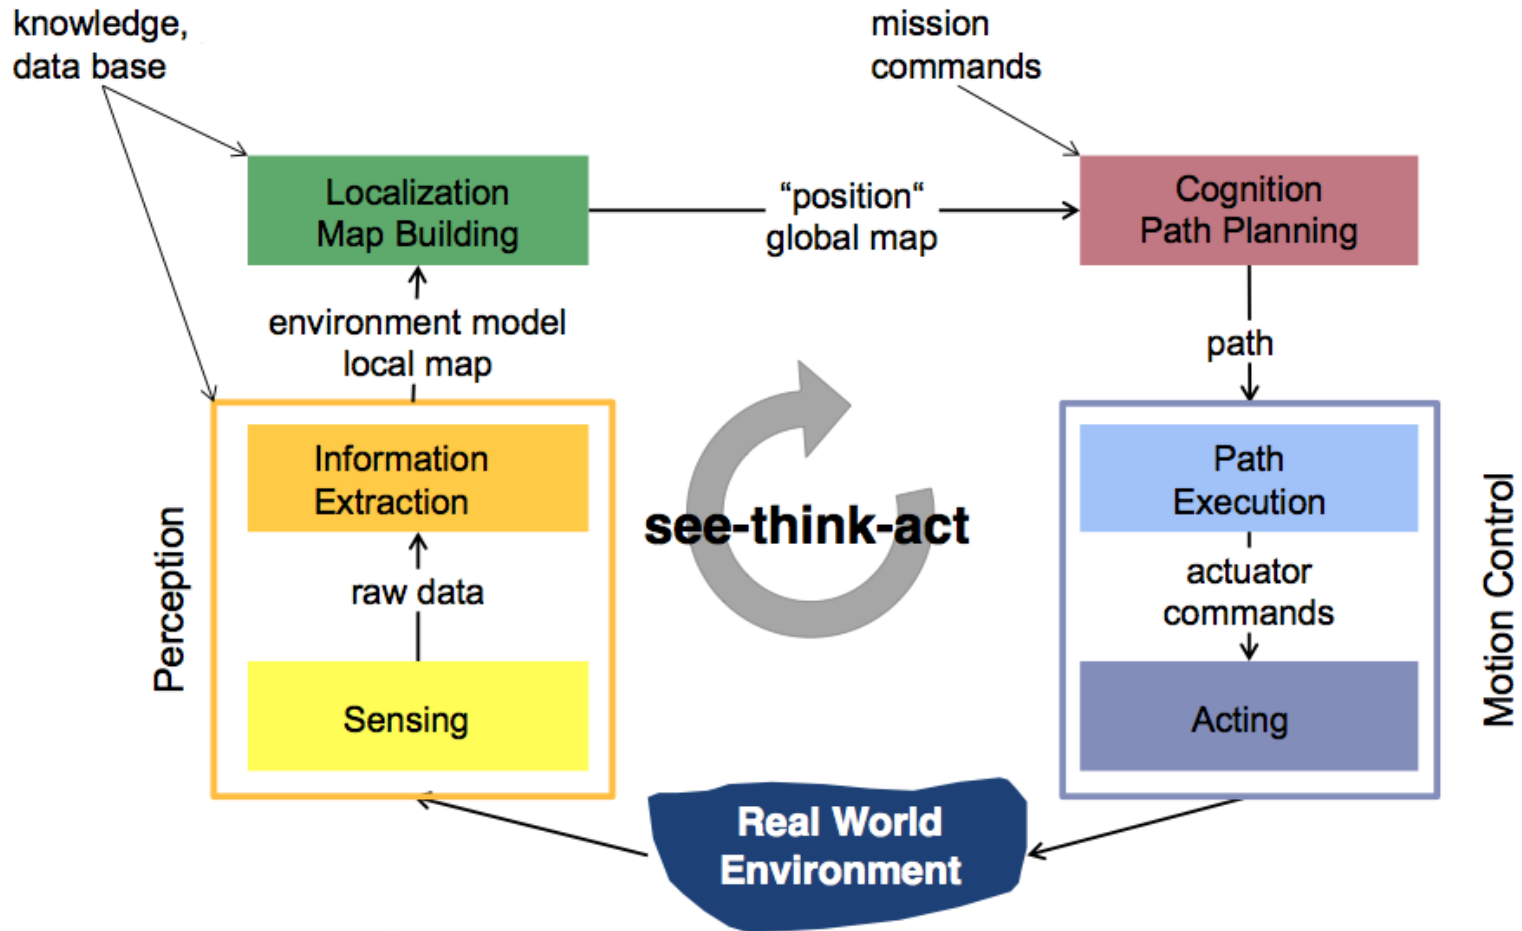 knowledge,
data base
mission
commands
Localization
Map Building
“position“
global map
Cognition
Path Planning
environment model
local map
path
Information
Extraction
Path
Execution
see-think-act
raw data
actuator
commands
Perception
Motion Control
Sensing
Acting
Real World
Environment